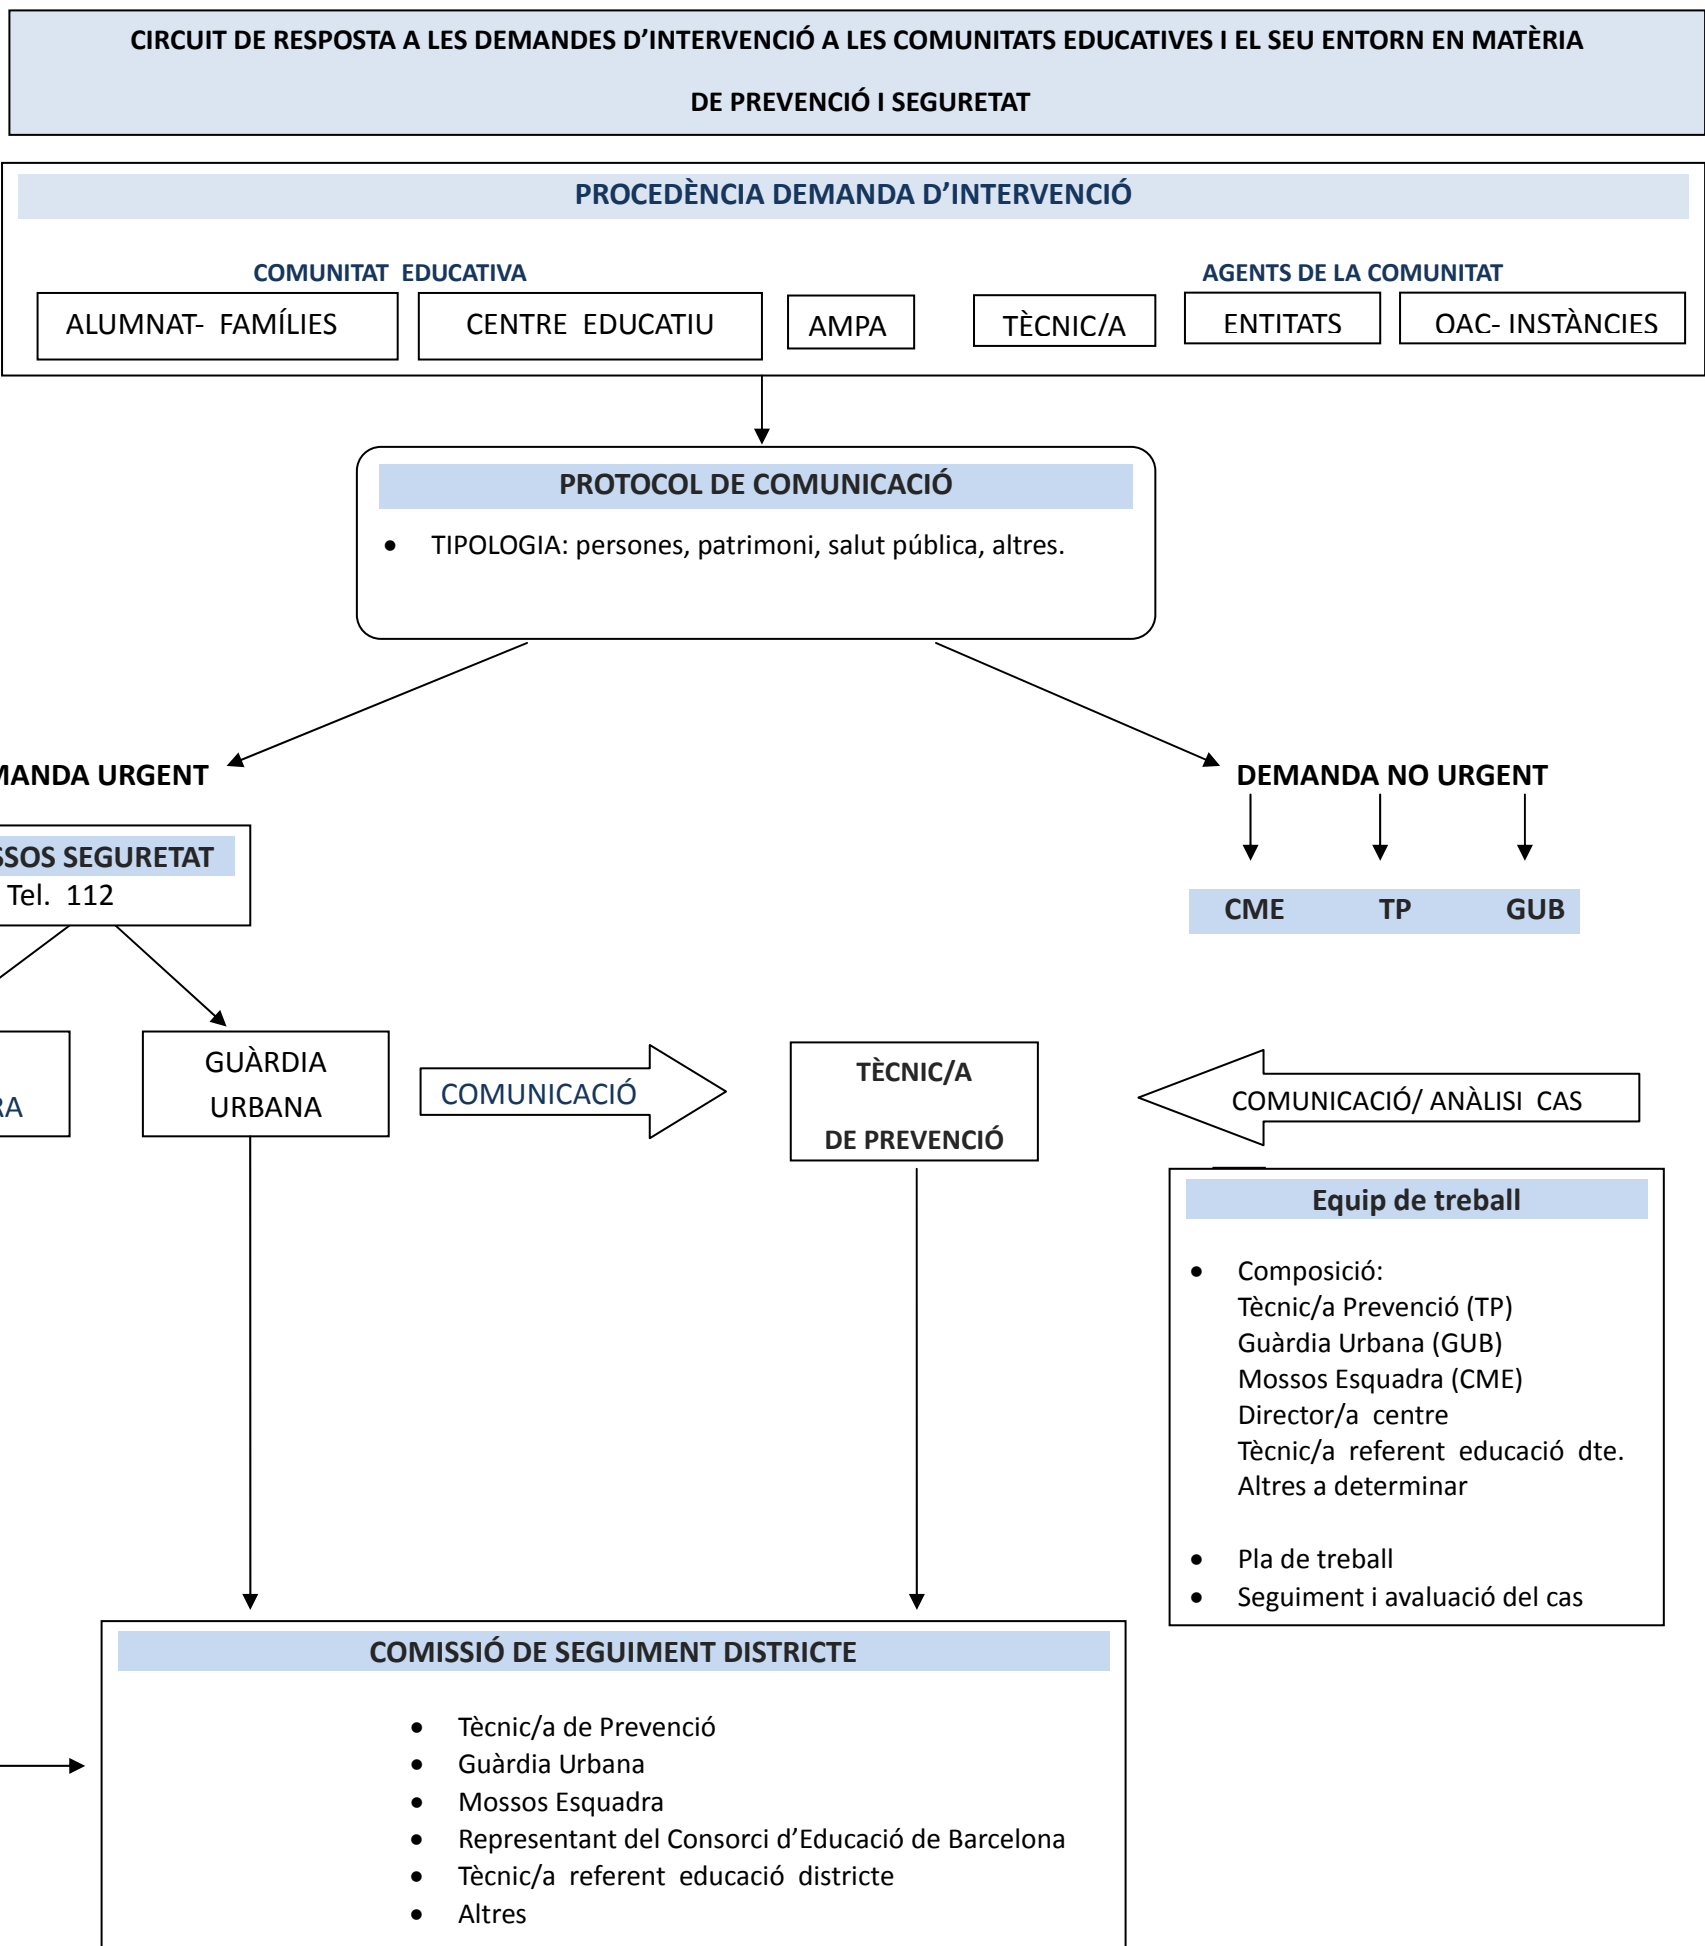 CIRCUIT DE RESPOSTA A LES DEMANDES D’INTERVENCIÓ A LES COMUNITATS EDUCATIVES I EL SEU ENTORN EN MATÈRIA
DE PREVENCIÓ I SEGURETAT
PROCEDÈNCIA DEMANDA D’INTERVENCIÓ
COMUNITAT EDUCATIVA
AGENTS DE LA COMUNITAT
ALUMNAT- FAMÍLIES
CENTRE EDUCATIU
AMPA
TÈCNIC/A
ENTITATS
OAC- INSTÀNCIES
PROTOCOL DE COMUNICACIÓ
• TIPOLOGIA: persones, patrimoni, salut pública, altres.
MANDA URGENT
DEMANDA NO URGENT
SSOS SEGURETAT
Tel. 112
CME TP GUB
RA
GUÀRDIA
URBANA
COMUNICACIÓ
TÈCNIC/A
DE PREVENCIÓ
COMUNICACIÓ/ ANÀLISI CAS
Equip de treball
• Composició:
Tècnic/a Prevenció (TP)
Guàrdia Urbana (GUB)
Mossos Esquadra (CME)
Director/a centre
Tècnic/a referent educació dte.
Altres a determinar
• Pla de treball
• Seguiment i avaluació del cas
COMISSIÓ DE SEGUIMENT DISTRICTE
• Tècnic/a de Prevenció
• Guàrdia Urbana
• Mossos Esquadra
• Representant del Consorci d’Educació de Barcelona
• Tècnic/a referent educació districte
• Altres